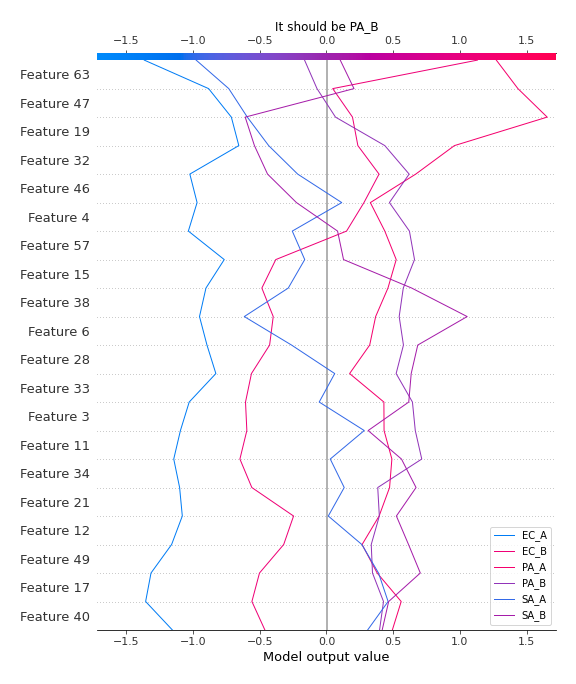 It should be PA_B
−1.5 −1.0 −0.5 0.0 0.5 1.0 1.5
Feature 63
Feature 47
Feature 19
Feature 32
Feature 46
Feature 4
Feature 57
Feature 15
Feature 38
Feature 6
Feature 28
Feature 33
Feature 3
Feature 11
Feature 34
Feature 21
Feature 12
Feature 49
Feature 17
Feature 40
EC_A
EC_B
PA_A
PA_B
SA_A
SA_B
−1.5 −1.0 −0.5 0.0 0.5 1.0 1.5
Model output value